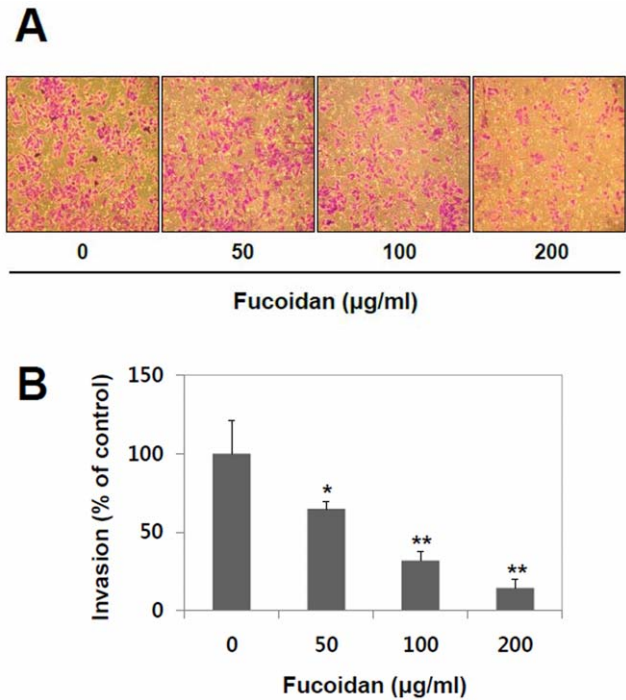 A
0 50 100 200
Fucoidan (µg/ml)
B
Invasion (% of control)
150
100
50
0
*
**
**
0 50 100 200
Fucoidan (µg/ml)